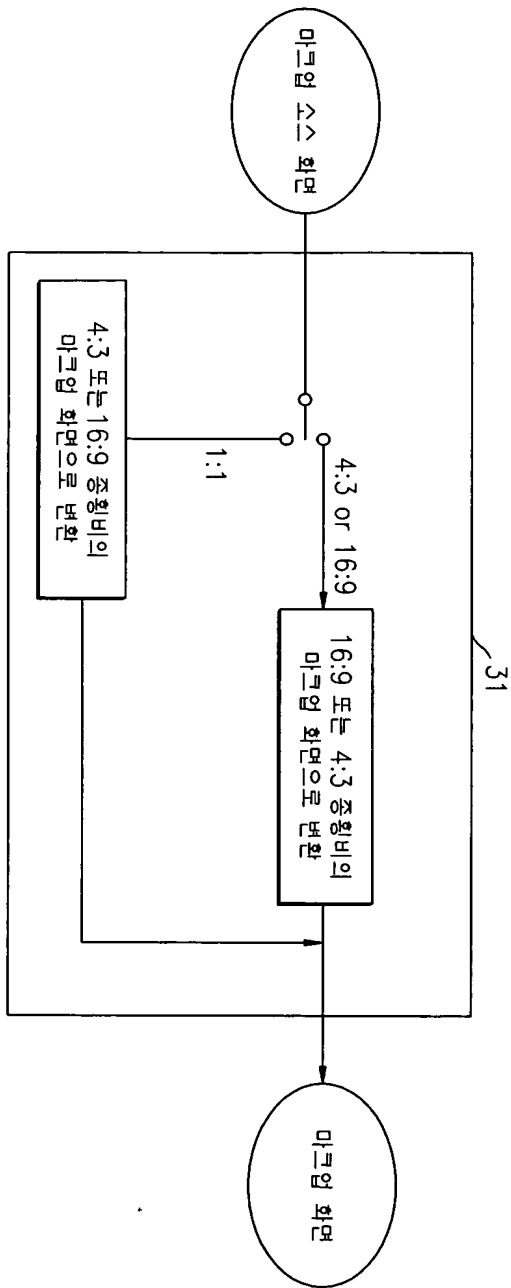 마크업 소스 화면
31
4:3 or 16:9
1:1
16:9 또는 4:3 종횡비의
마크업 화면으로 변환
4:3 또는 16:9 종횡비의
마크업 화면으로 변환
마크업 화면